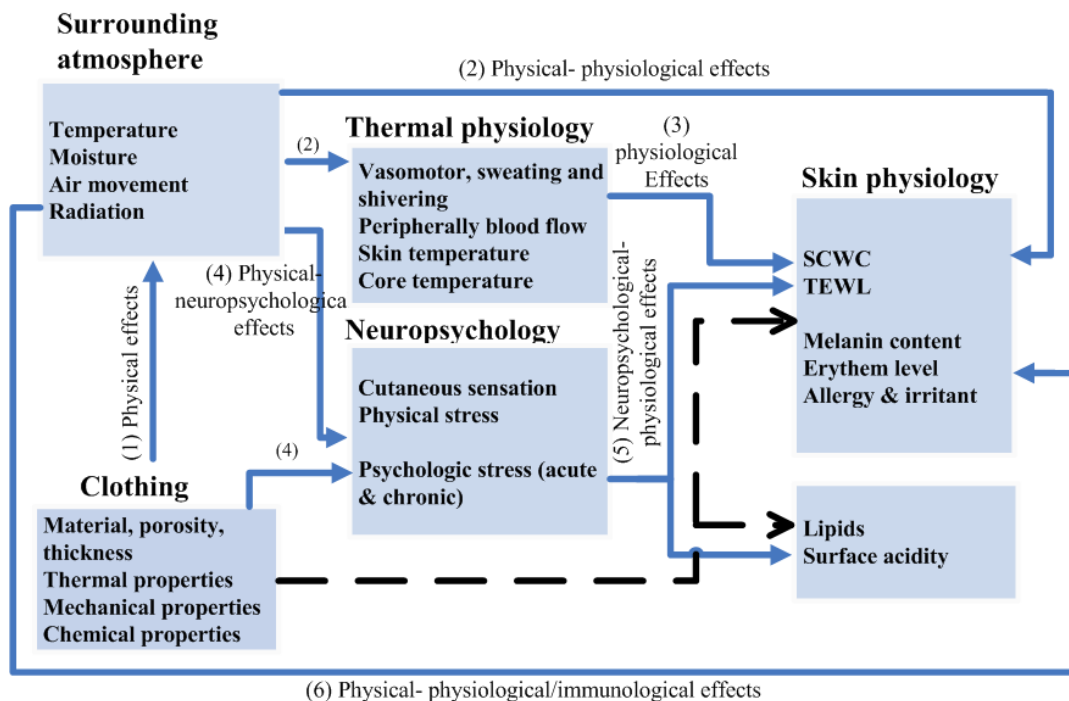 Surrounding
atmosphere
(2) Physical- physiological effects
Temperature
Moisture
Air movement
Radiation
(2)
Thermal physiology
Vasomotor, sweating and
shivering
Peripherally blood flow
Skin temperature
Core temperature
(3)
physiological
Effects
Skin physiology
SCWC
TEWL
Melanin content
Erythem level
Allergy & irritant
(4) Physical-
neuropsychologica
effects
Neuropsychology
Cutaneous sensation
Physical stress
Psychologic stress (acute
& chronic)
(5) Neuropsychological-
physiological effects
(1) Physical effects
(4)
Clothing
Material, porosity,
thickness
Thermal properties
Mechanical properties
Chemical properties
Lipids
Surface acidity
(6) Physical- physiological/immunological effects